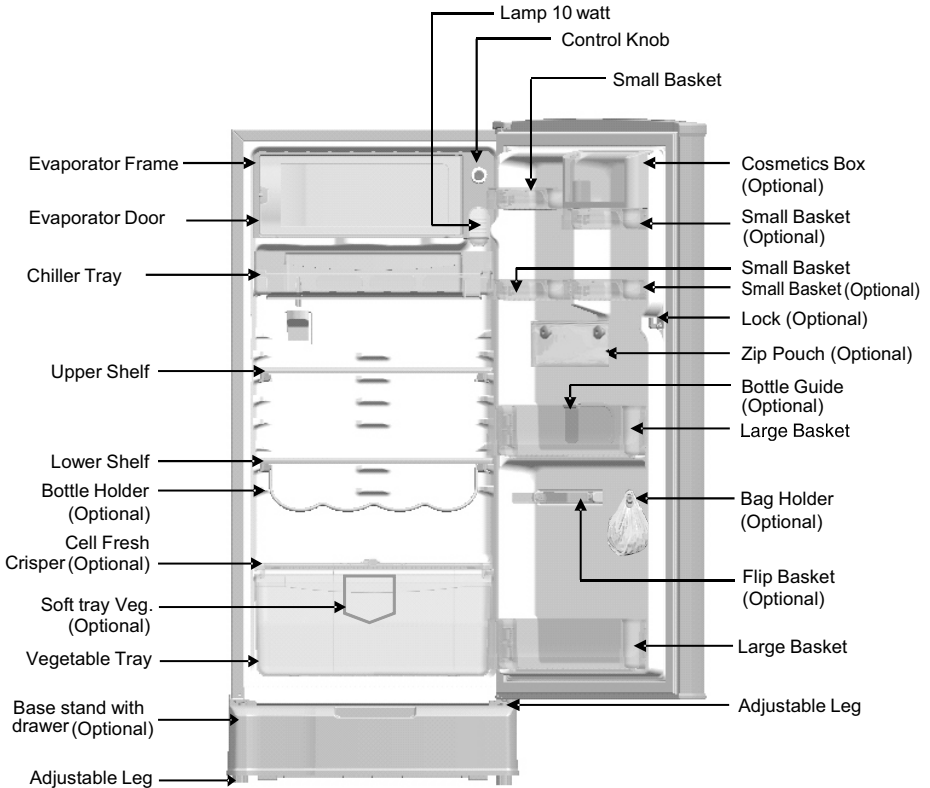 Lamp 10 watt
Control Knob
Small Basket
Evaporator Frame
Evaporator Door
Chiller Tray
Upper Shelf
Lower Shelf
Bottle Holder
(Optional)
Cell Fresh
Crisper (Optional)
Soft tray Veg.
(Optional)
Vegetable Tray
Base stand with
drawer (Optional)
Adjustable Leg
Cosmetics Box
(Optional)
Small Basket
(Optional)
Small Basket
Small Basket (Optional)
Lock (Optional)
Zip Pouch (Optional)
Bottle Guide
(Optional)
Large Basket
Bag Holder
(Optional)
Flip Basket
(Optional)
Large Basket
Adjustable Leg